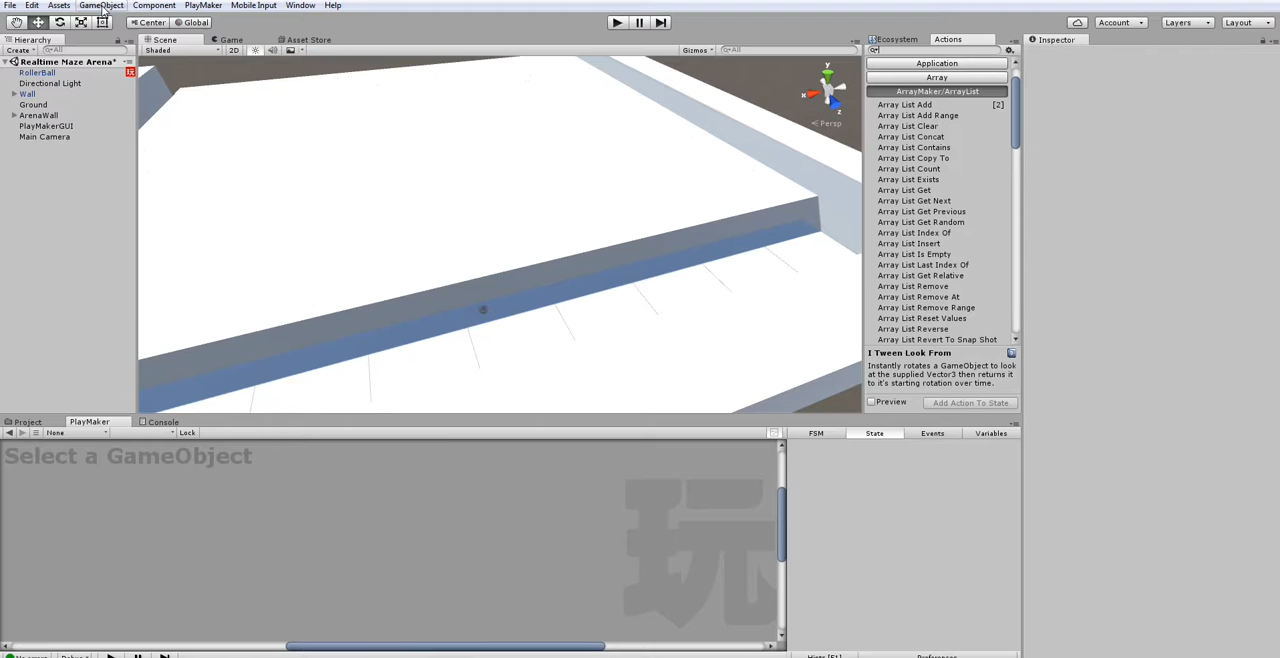 File Edit Assets GameObject Component PlayMaker Mobile Input Window Help
Center Global Account Layers Layout
Hierarchy Scene Game Asset Store Ecosystem Actions Inspector
Create All Shaded 2D Gizmos All
Realtime Maze Arena*
RollerBall
Directional Light
Wall
Ground
ArenaWall
PlayMakerGUI
Main Camera
y
x
z
Persp
Application
Array
ArrayMaker/ArrayList
Array List Add [2]
Array List Add Range
Array List Clear
Array List Concat
Array List Contains
Array List Copy To
Array List Count
Array List Exists
Array List Get
Array List Get Next
Array List Get Previous
Array List Get Random
Array List Index Of
Array List Insert
Array List Is Empty
Array List Last Index Of
Array List Get Relative
Array List Remove
Array List Remove At
Array List Remove Range
Array List Reset Values
Array List Reverse
Array List Revert To Snap Shot
I Tween Look From
Instantly rotates a GameObject to look
at the supplied Vector3 then returns it
to it's starting rotation over time.
Preview Add Action To State
Project PlayMaker Console
None Lock FSM State Events Variables
Select a GameObject
玩
Debug Hints [F1] Preferences